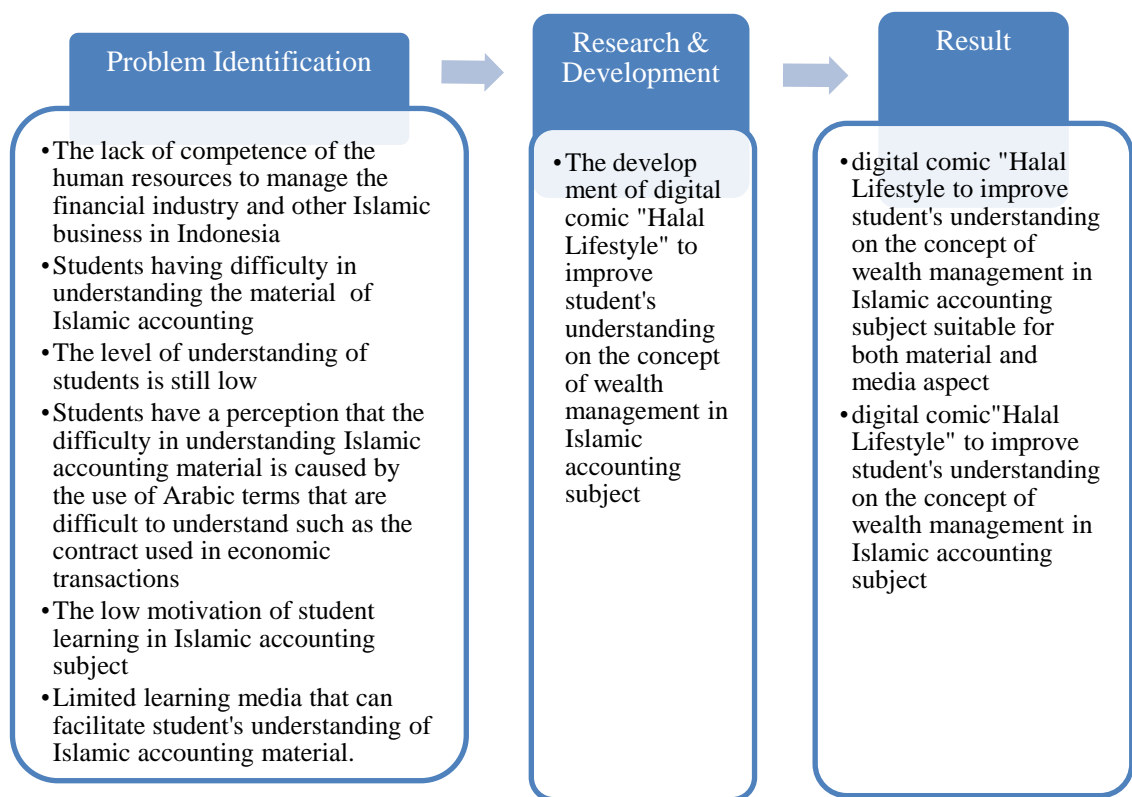 Problem Identification
•The lack of competence of the
human resources to manage the
financial industry and other Islamic
business in Indonesia
•Students having difficulty in
understanding the material of
Islamic accounting
•The level of understanding of
students is still low
•Students have a perception that the
difficulty in understanding Islamic
accounting material is caused by
the use of Arabic terms that are
difficult to understand such as the
contract used in economic
transactions
•The low motivation of student
learning in Islamic accounting
subject
•Limited learning media that can
facilitate student's understanding of
Islamic accounting material.
Research &
Development
•The develop
ment of digital
comic "Halal
Lifestyle" to
improve
student's
understanding
on the concept
of wealth
management in
Islamic
accounting
subject
Result
•digital comic "Halal
Lifestyle to improve
student's understanding
on the concept of
wealth management in
Islamic accounting
subject suitable for
both material and
media aspect
•digital comic"Halal
Lifestyle" to improve
student's understanding
on the concept of
wealth management in
Islamic accounting
subject